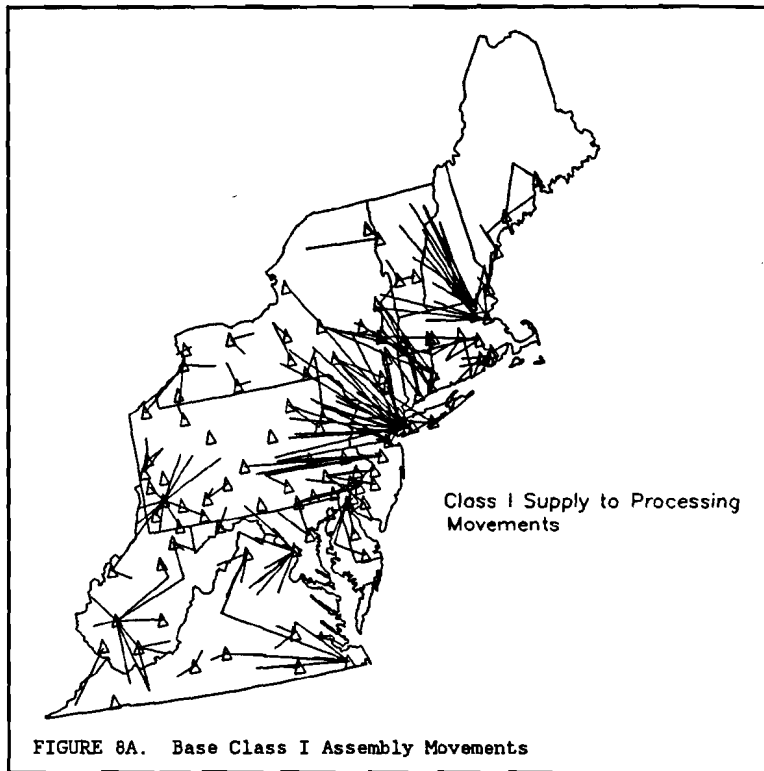 Class I Supply to Processing
Movements
FIGURE 8A. Base Class I Assembly Movements